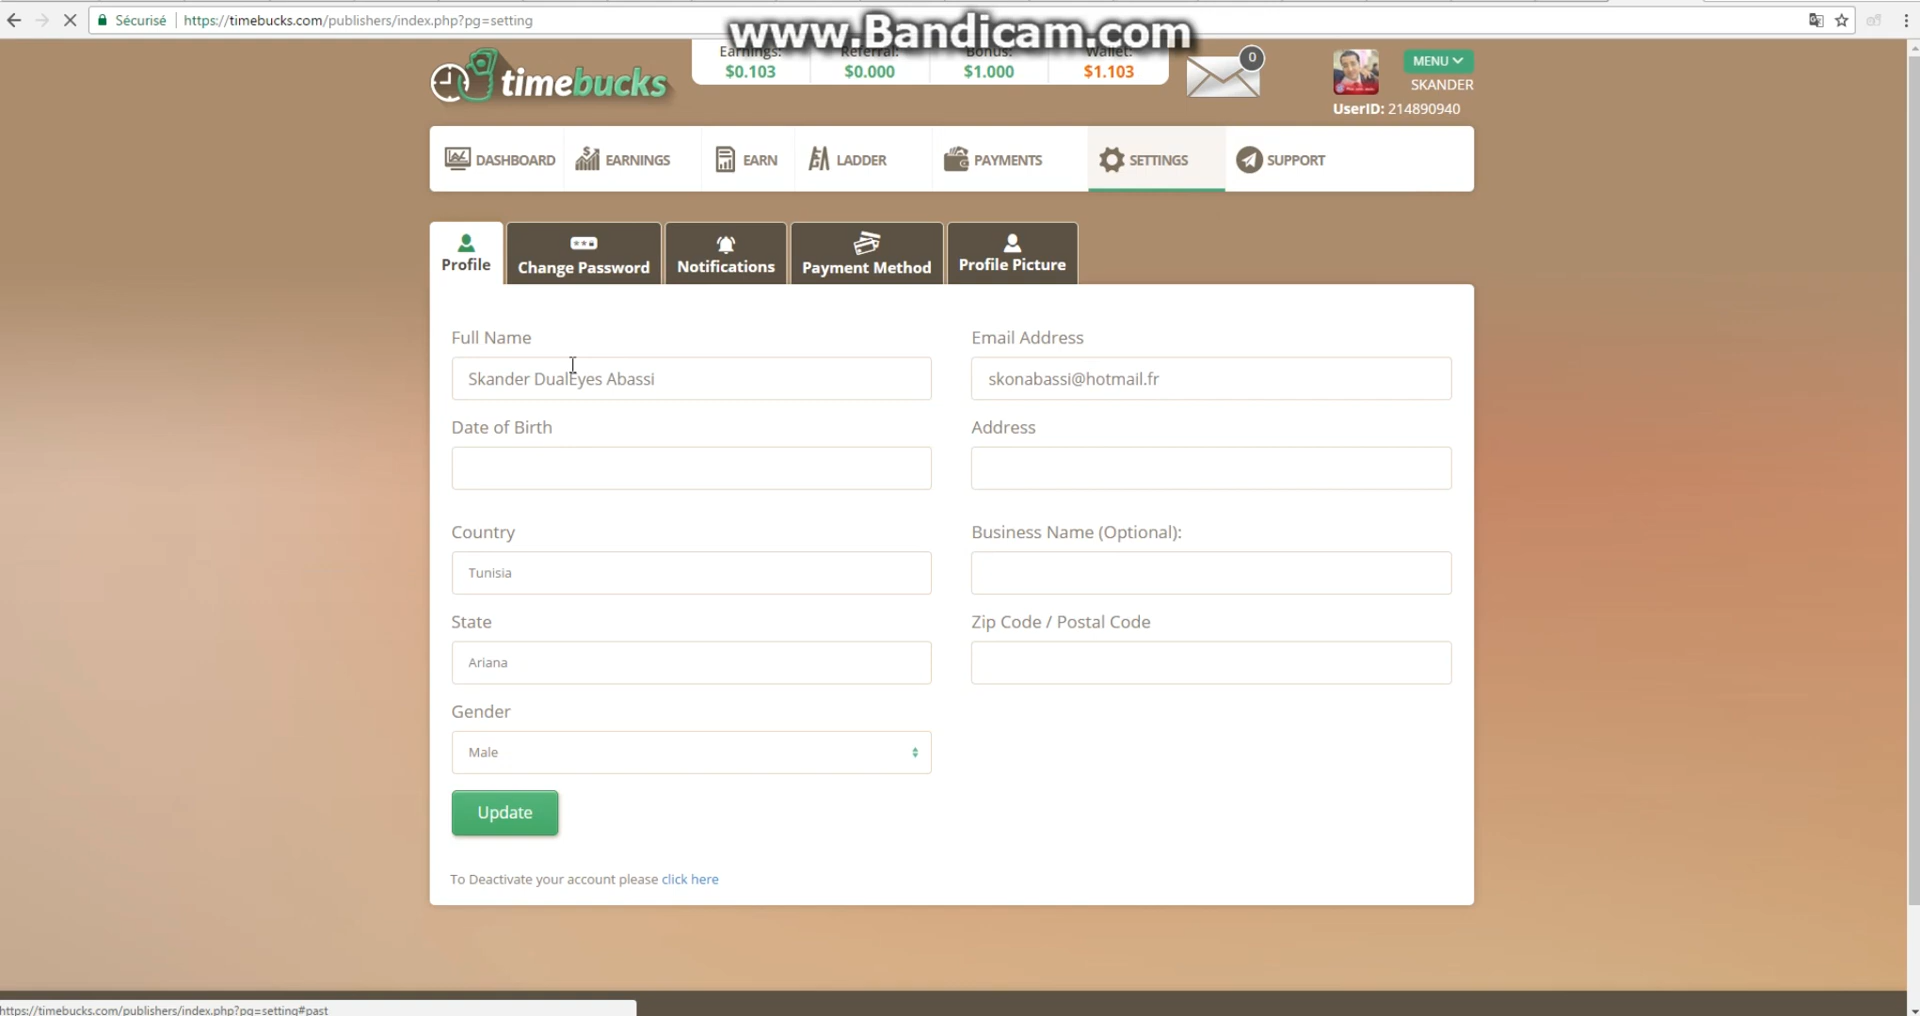 Sécurisé https://timebucks.com/publishers/index.php?pg=setting
www.Bandicam.com
timebucks
Earnings: Referral: Bonus: Wallet:
$0.103 $0.000 $1.000 $1.103
0
MENU
SKANDER
UserID: 214890940
DASHBOARD EARNINGS EARN LADDER PAYMENTS SETTINGS SUPPORT
Profile Change Password Notifications Payment Method Profile Picture
Full Name Email Address
Skander DualEyes Abassi skonabassi@hotmail.fr
Date of Birth Address
Country Business Name (Optional):
Tunisia
State Zip Code / Postal Code
Ariana
Gender
Male
Update
To Deactivate your account please click here
https://timebucks.com/publishers/index.php?pg=setting#past